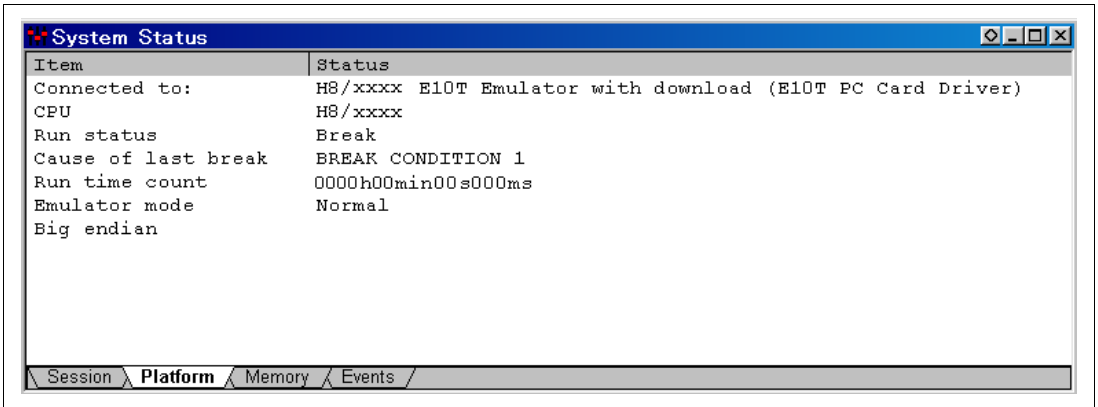 System Status
Item Status
Connected to: H8/xxxx E10T Emulator with download (E10T PC Card Driver)
CPU H8/xxxx
Run status Break
Cause of last break BREAK CONDITION 1
Run time count 0000h00min00s000ms
Emulator mode Normal
Big endian
Session Platform Memory Events